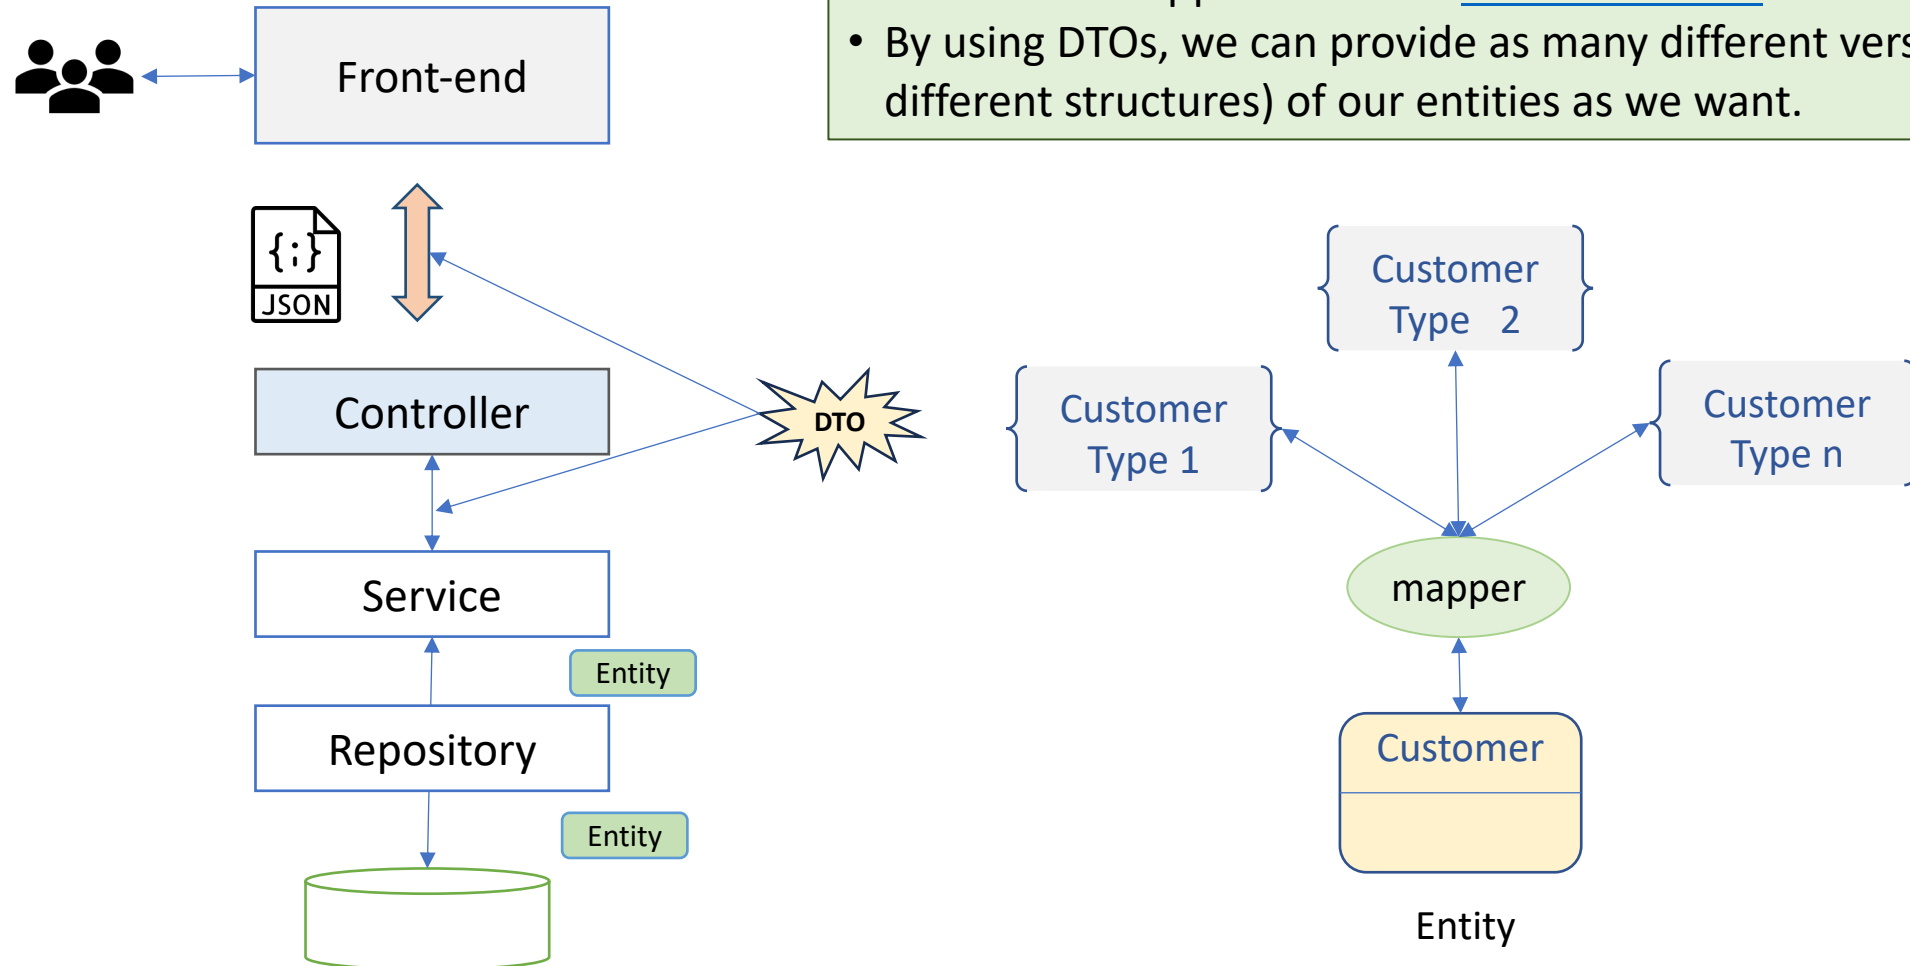 • By using DTOs, we can provide as many different
different structures) of our entities as we want.
Front-end
{;}
JSON
Controller
DTO
Service
Entity
Repository
Entity
Customer
Type 2
Customer
Type 1
Customer
Type n
mapper
Customer
Entity